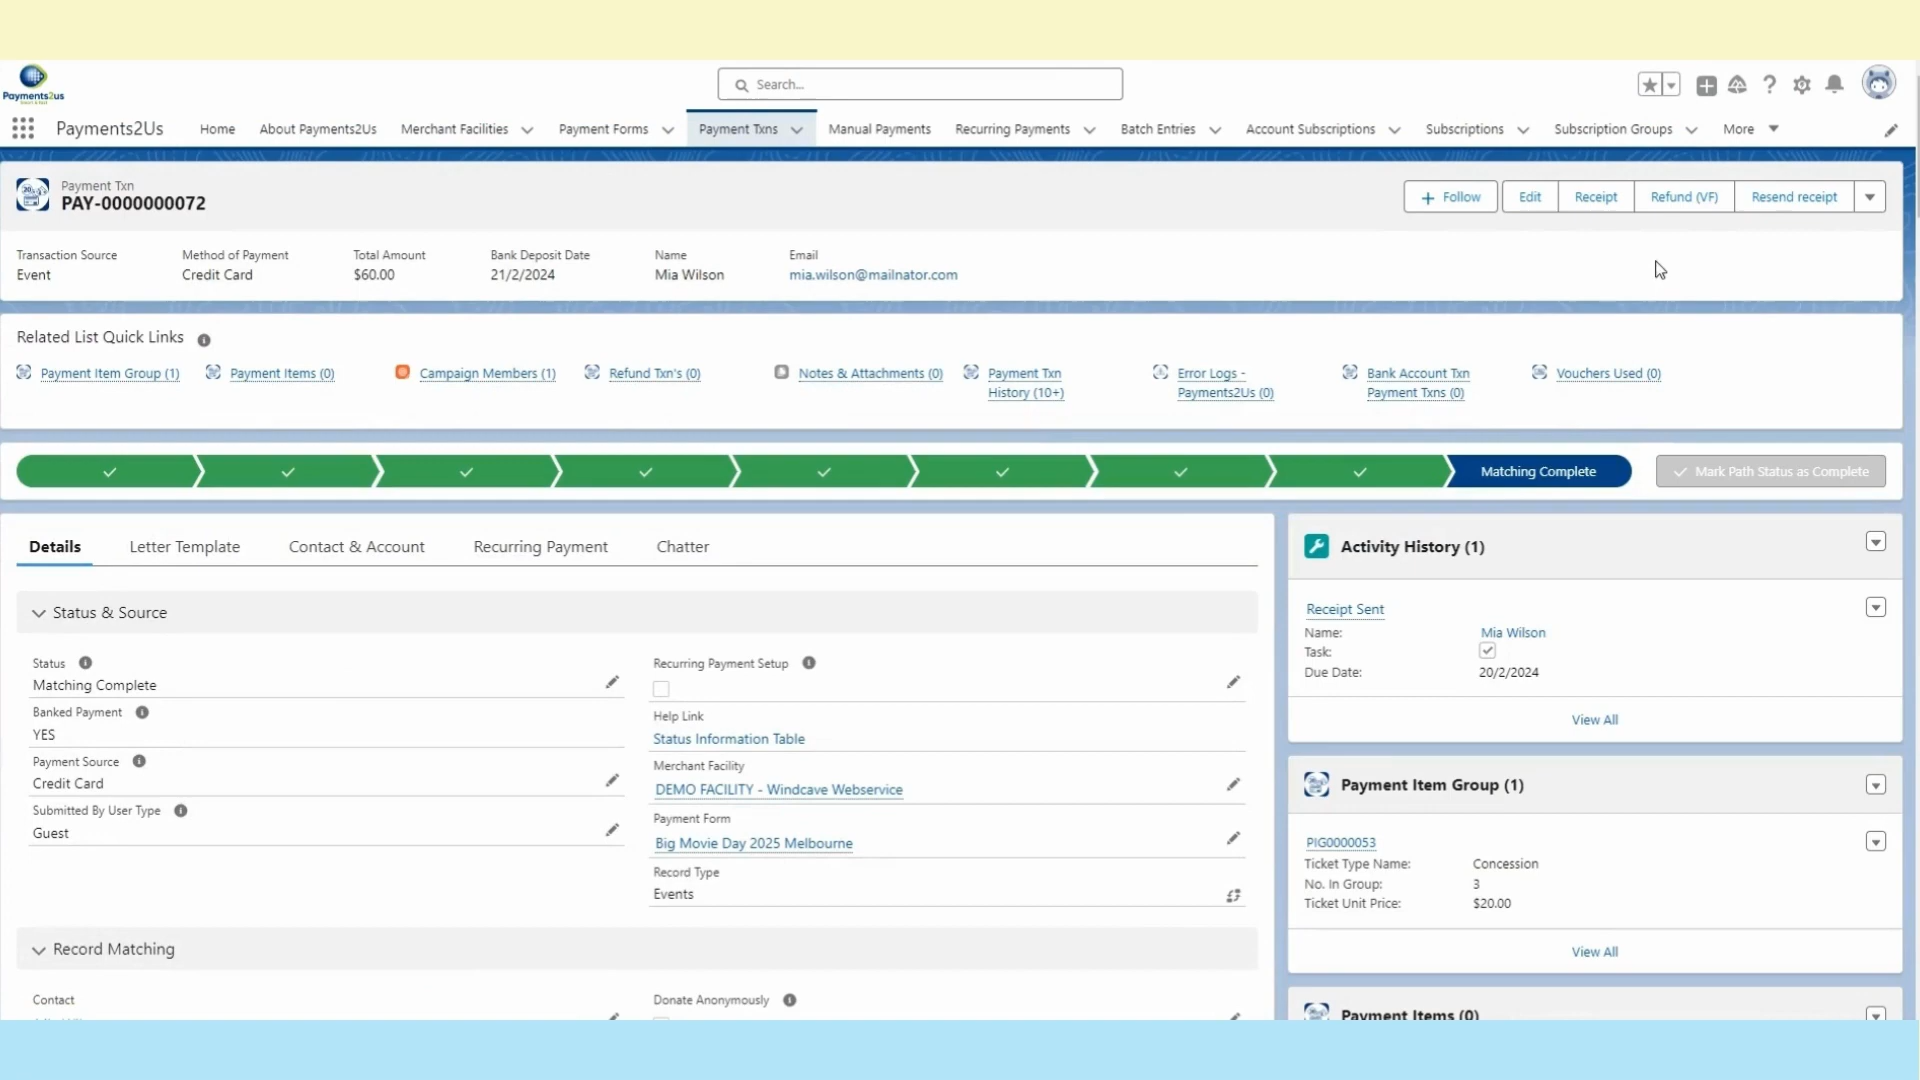 Payments2us
Search...
Payments2Us
Home
About Payments2Us
Merchant Facilities
Payment Forms
Payment Txns
Manual Payments
Recurring Payments
Batch Entries
Account Subscriptions
Subscriptions
Subscription Groups
More
Payment Txn
PAY-0000000072
Follow
Edit
Receipt
Refund (VF)
Resend receipt
Transaction Source
Event
Method of Payment
Credit Card
Total Amount
$60.00
Bank Deposit Date
21/2/2024
Name
Mia Wilson
Email
mia.wilson@mailnator.com
Related List Quick Links
Payment Item Group (1)
Payment Items (0)
Campaign Members (1)
Refund Txn's (0)
Notes & Attachments (0)
Payment Txn
History (10+)
Error Logs -
Payments2Us (0)
Bank Account Txn
Payment Txns (0)
Vouchers Used (0)
Matching Complete
Mark Path Status as Complete
Details
Letter Template
Contact & Account
Recurring Payment
Chatter
Status & Source
Status
Matching Complete
Banked Payment
YES
Payment Source
Credit Card
Submitted By User Type
Guest
Recurring Payment Setup
Help Link
Status Information Table
Merchant Facility
DEMO FACILITY - Windcave Webservice
Payment Form
Big Movie Day 2025 Melbourne
Record Type
Events
Record Matching
Contact
Donate Anonymously
Activity History (1)
Receipt Sent
Name:
Mia Wilson
Task:
Due Date:
20/2/2024
View All
Payment Item Group (1)
PIG0000053
Ticket Type Name:
Concession
No. In Group:
3
Ticket Unit Price:
$20.00
View All
Payment Items (0)